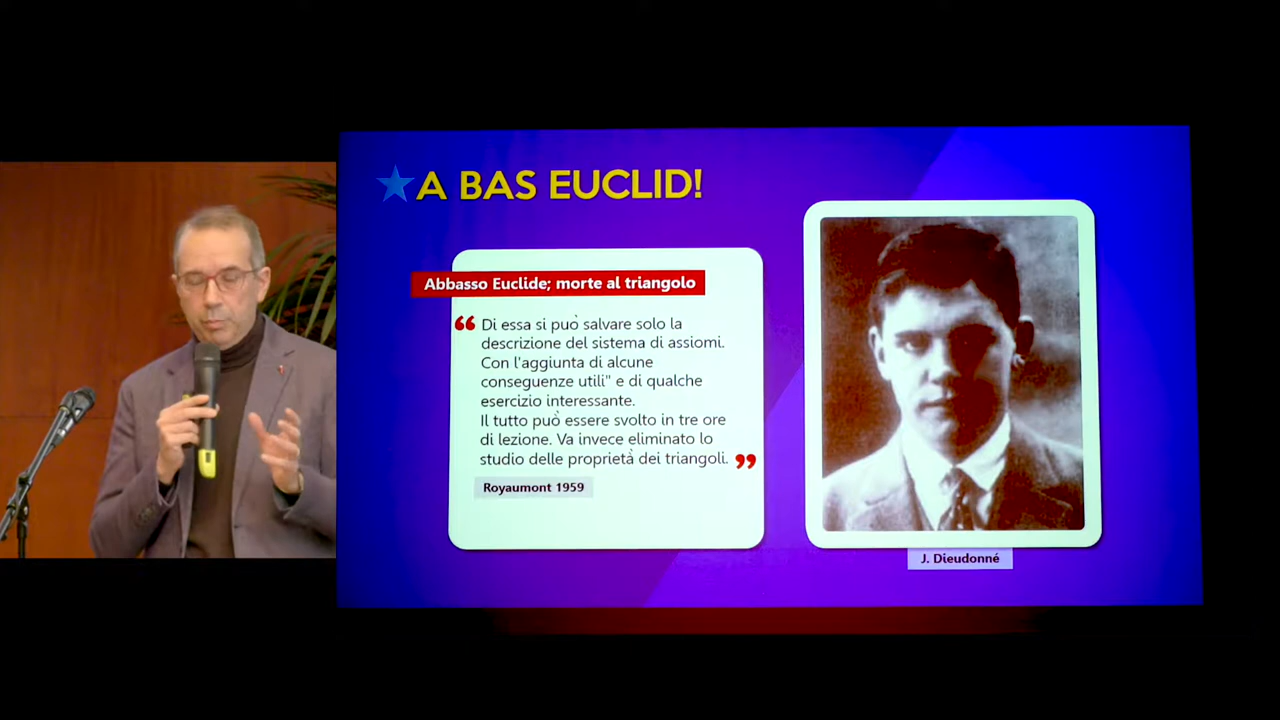 A BAS EUCLID!
Abbasso Euclide; morte al triangolo
“ Di essa si può salvare solo la
descrizione del sistema di assiomi.
Con l'aggiunta di alcune
conseguenze utili" e di qualche
esercizio interessante.
Il tutto può essere svolto in tre ore
di lezione. Va invece eliminato lo
studio delle proprietà dei triangoli. ”
Royaumont 1959
J. Dieudonné